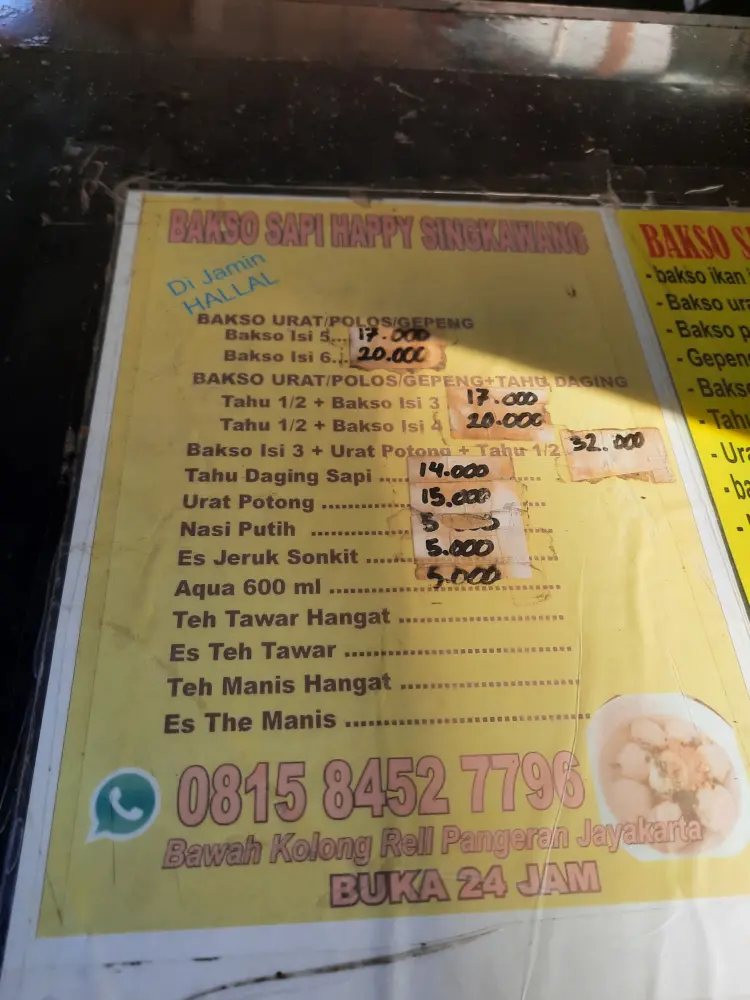 BAKSO SAPI HAPPY SINGKAWANG
Di Jamin
HALLAL
BAKSO URAT/POLOS/GEPENG
Bakso Isi 5... 17.000
Bakso Isi 6... 20.000
BAKSO URAT/POLOS/GEPENG+TAHU DAGING
Tahu 1/2 + Bakso Isi 3 17.000
Tahu 1/2 + Bakso Isi 4 20.000
Bakso Isi 3 + Urat Potong + Tahu 1/2 32.000
Tahu Daging Sapi ..... 14.000
Urat Potong ........... 15.000
Nasi Putih ...........
Es Jeruk Sonkit ....... 5.000
Aqua 600 ml ........... 5.000
Teh Tawar Hangat ...........
Es Teh Tawar ...........
Teh Manis Hangat ...........
Es The Manis ...........
0815 8452 7796
Bawah Kolong Rell Pangeran Jayakarta
BUKA 24 JAM
BAKSO
- bakso ikan
- Bakso
- Bakso
- Gepeng